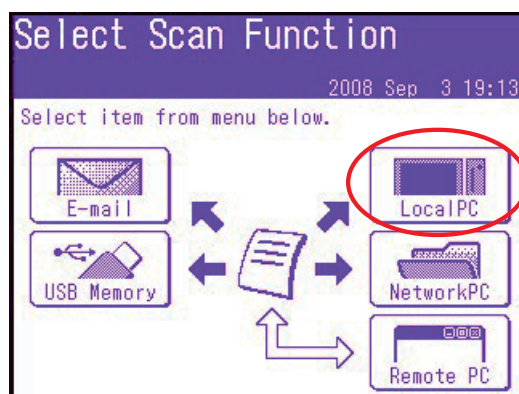 Select Scan Function
2008 Sep 3 19:13
Select item from menu below.
E-mail
LocalPC
USB Memory
NetworkPC
Remote PC